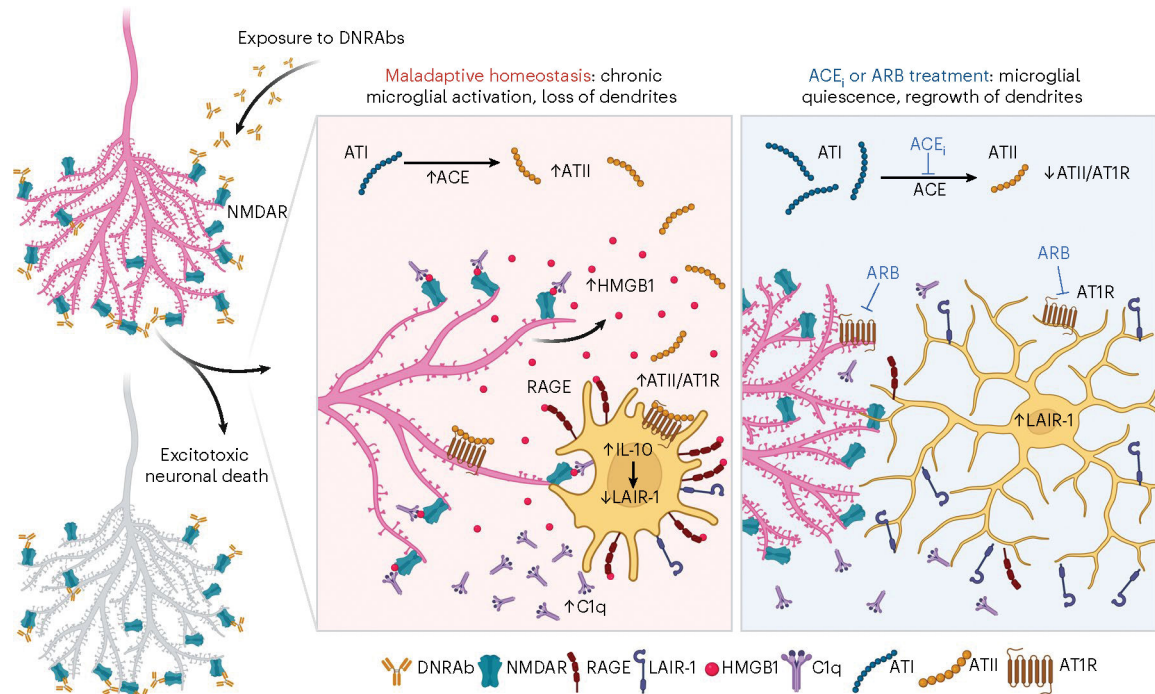 Exposure to DNRAbs
NMDAR
Excitotoxic
neuronal death
Maladaptive homeostasis: chronic
microglial activation, loss of dendrites
ATI
↑ACE
↑ATII
↑HMGB1
RAGE
↑ATII/AT1R
↑IL-10
↓LAIR-1
↑C1q
ACEi or ARB treatment: microglial
quiescence, regrowth of dendrites
ATI
ACEi
ACE
ATII
↓ATII/AT1R
ARB
ARB
AT1R
↑LAIR-1
DNRAb NMDAR RAGE LAIR-1 HMGB1 C1q ATI ATII AT1R